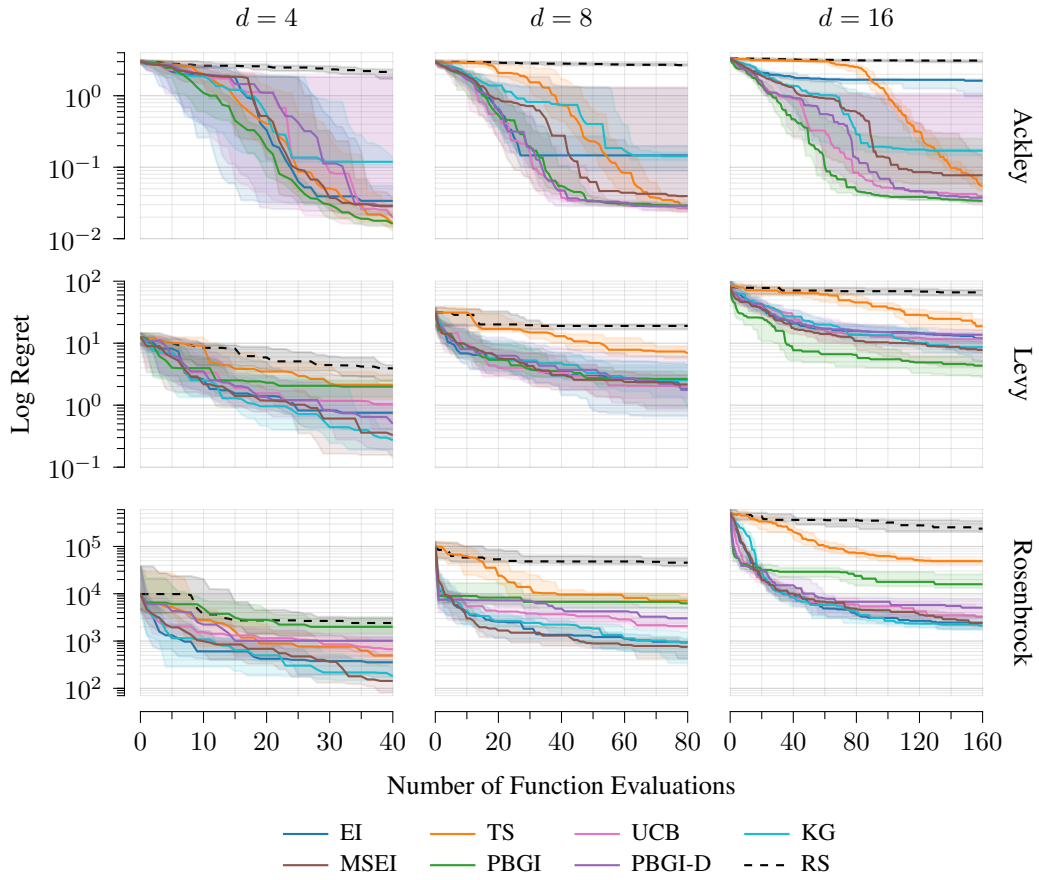 d = 4 d = 8 d = 16
10^0
10^{-1}
10^{-2}
Ackley
10^2
10^1
10^0
10^{-1}
Levy
Log Regret
10^5
10^4
10^3
10^2
Rosenbrock
0 10 20 30 40 0 20 40 60 80 0 40 80 120 160
Number of Function Evaluations
EI TS UCB KG
MSEI PBGI PBGI-D RS